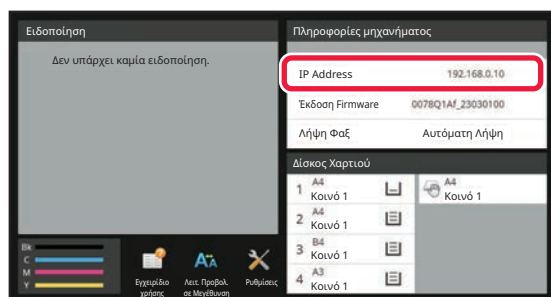 Ειδοποίηση
Δεν υπάρχει καμία ειδοποίηση.
Πληροφορίες μηχανήματος
IP Address 192.168.0.10
Έκδοση Firmware 0078Q1Af_23030100
Λήψη Φαξ Αυτόματη Λήψη
Δίσκος Χαρτιού
1 A4
Κοινό 1
A4
Κοινό 1
2 A4
Κοινό 1
3 B4
Κοινό 1
4 A3
Κοινό 1
Bk
C
M
Y
Εγχειρίδιο
χρήσης
Λειτ. Προβολ.
σε Μεγέθυνση
Ρυθμίσεις